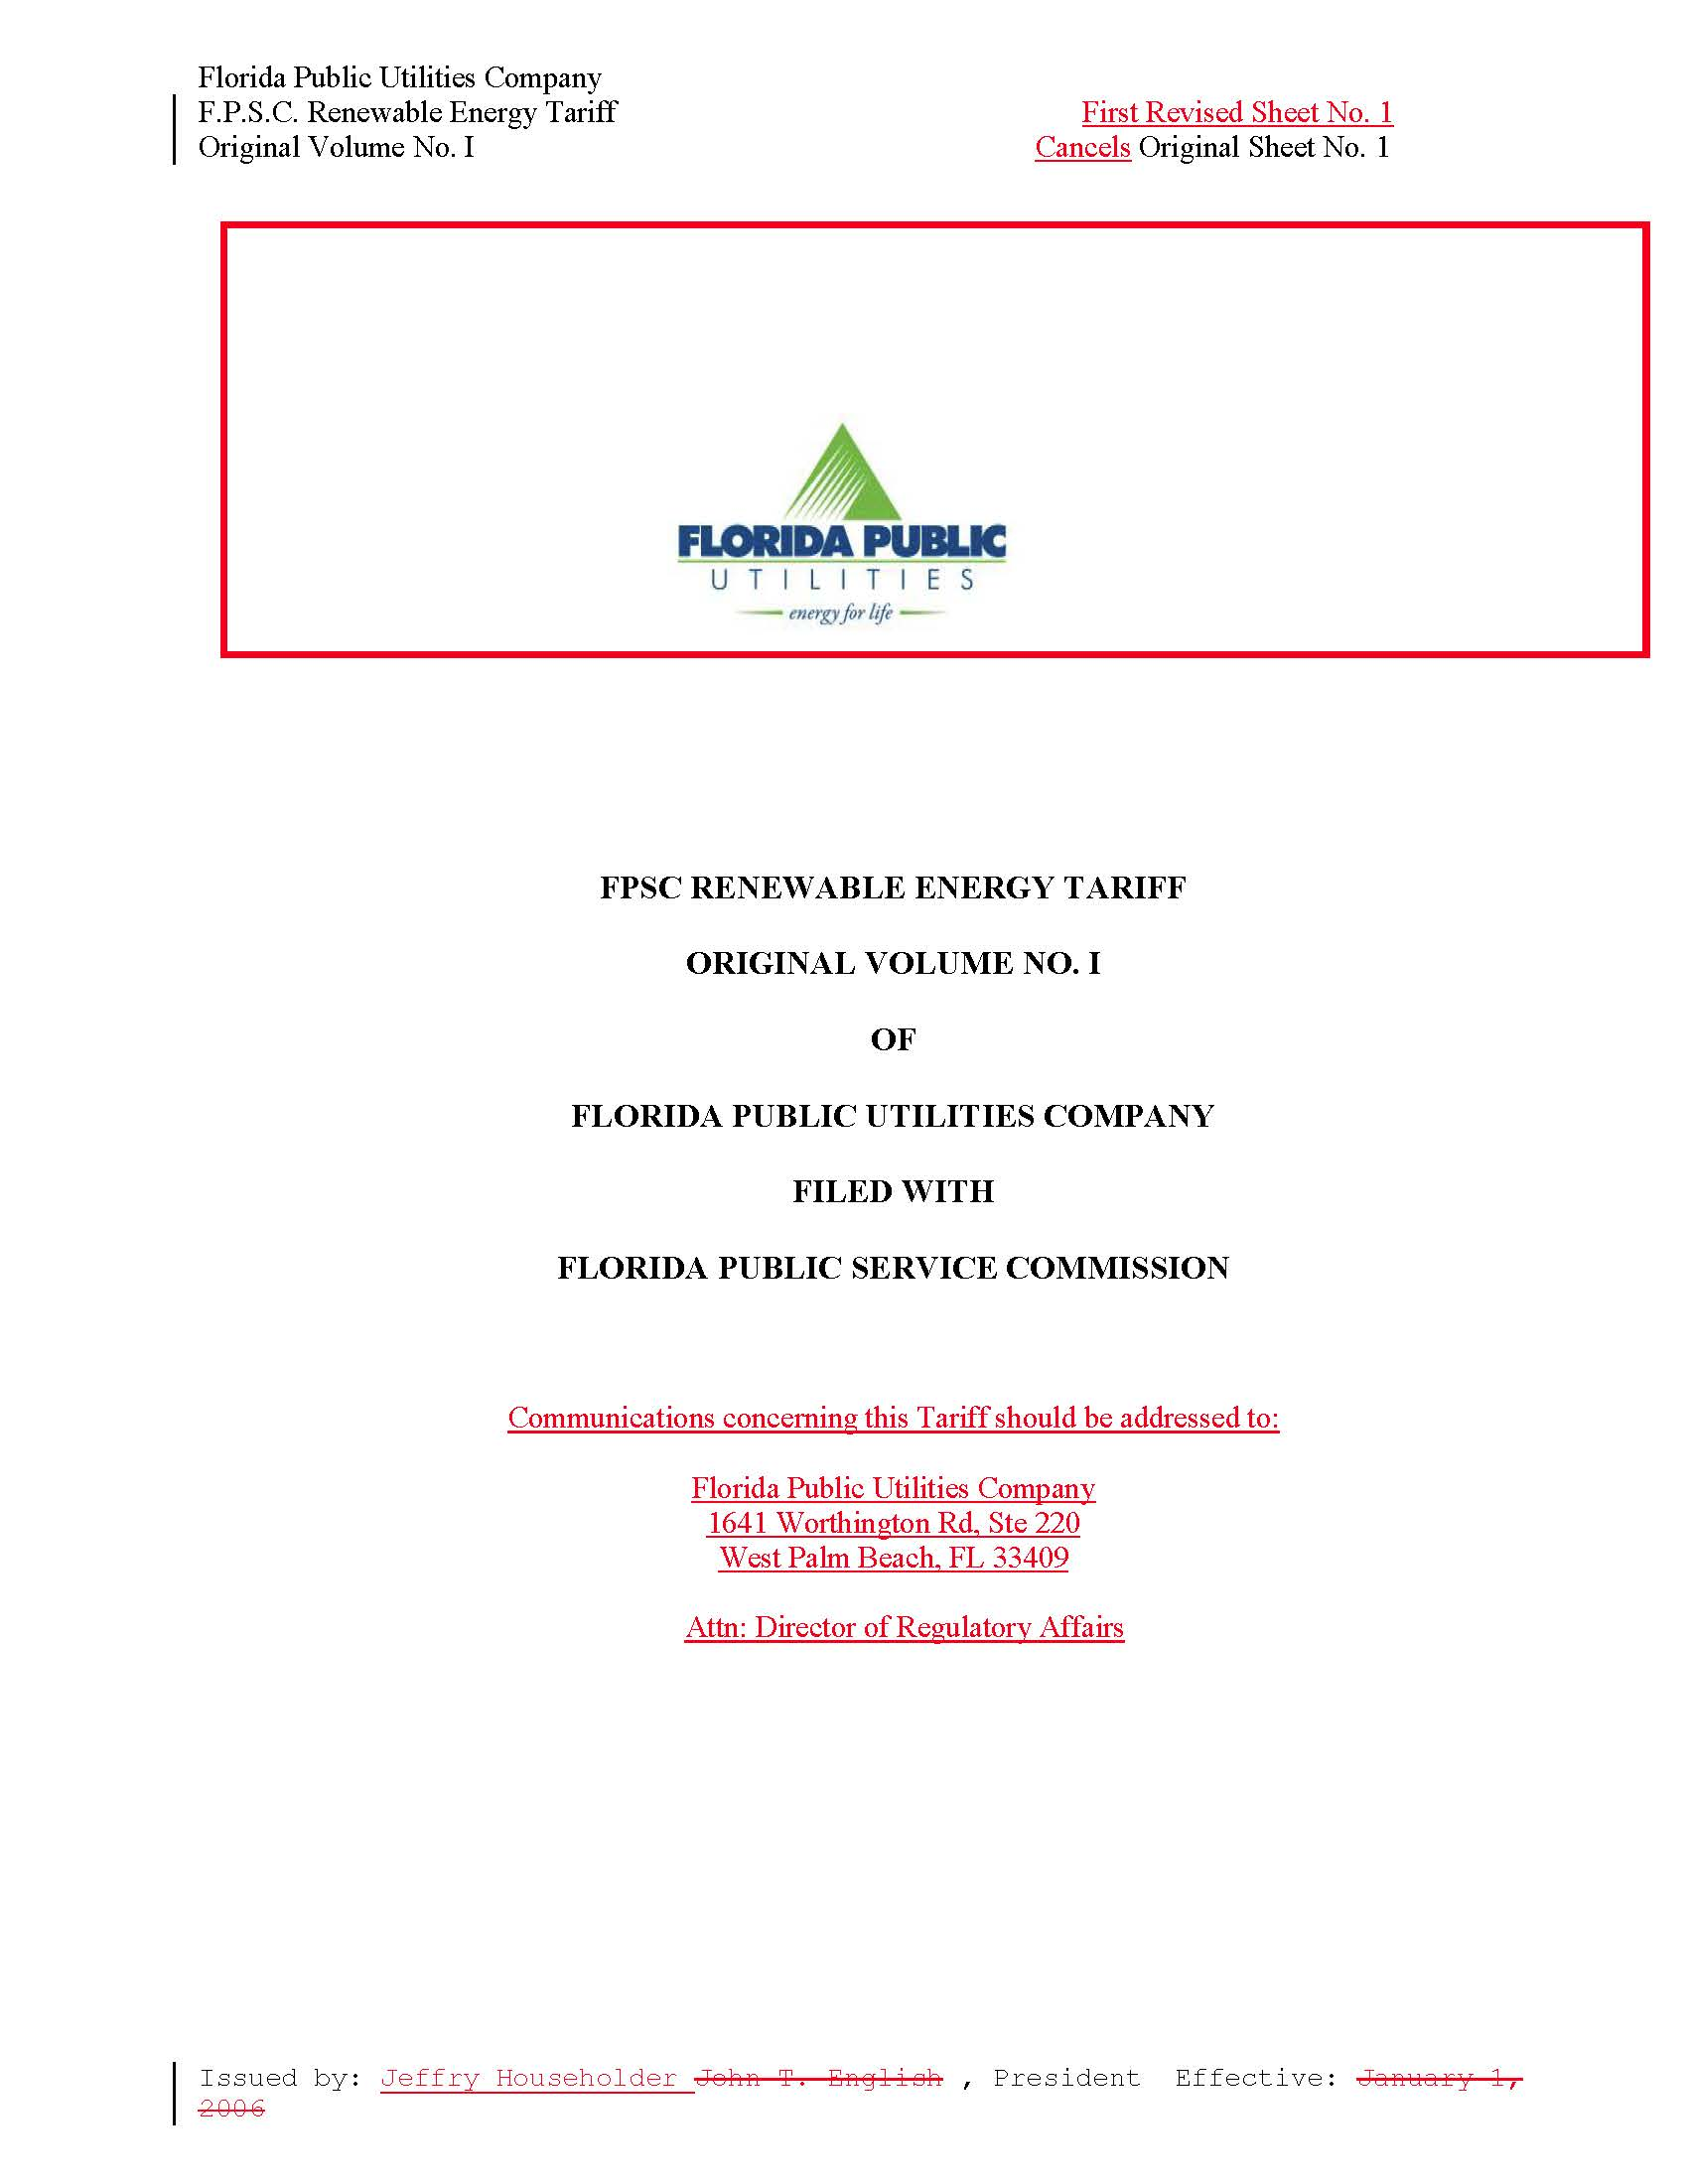 Florida Public Utilities Company
F.P.S.C. Renewable Energy Tariff First Revised Sheet No. 1
Original Volume No. I Cancels Original Sheet No. 1
FLORIDA PUBLIC
UTILITIES
energy for life
FPSC RENEWABLE ENERGY TARIFF
ORIGINAL VOLUME NO. I
OF
FLORIDA PUBLIC UTILITIES COMPANY
FILED WITH
FLORIDA PUBLIC SERVICE COMMISSION
Communications concerning this Tariff should be addressed to:
Florida Public Utilities Company
1641 Worthington Rd, Ste 220
West Palm Beach, FL 33409
Attn: Director of Regulatory Affairs
Issued by: Jeffry Householder John T. English , President Effective: January 1,
2006